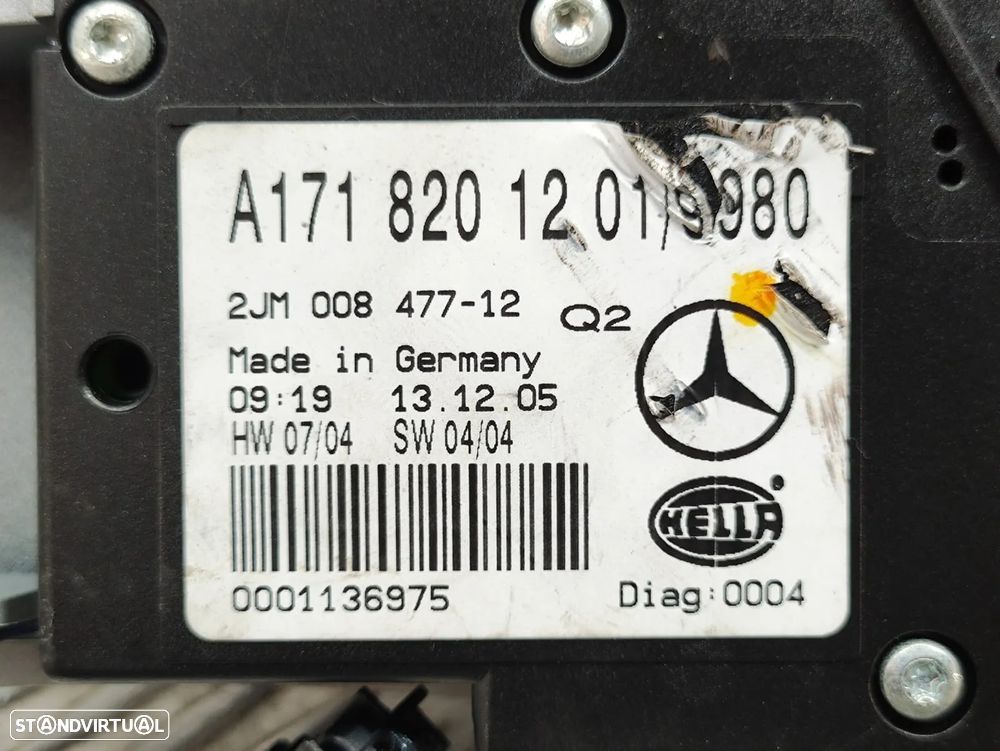 A171 820 12 01/9980
2JM 008 477-12 Q2
Made in Germany
09:19 13.12.05
HW 07/04 SW 04/04
HELLA
0001136975 Diag:0004
STANDVIRTUAL